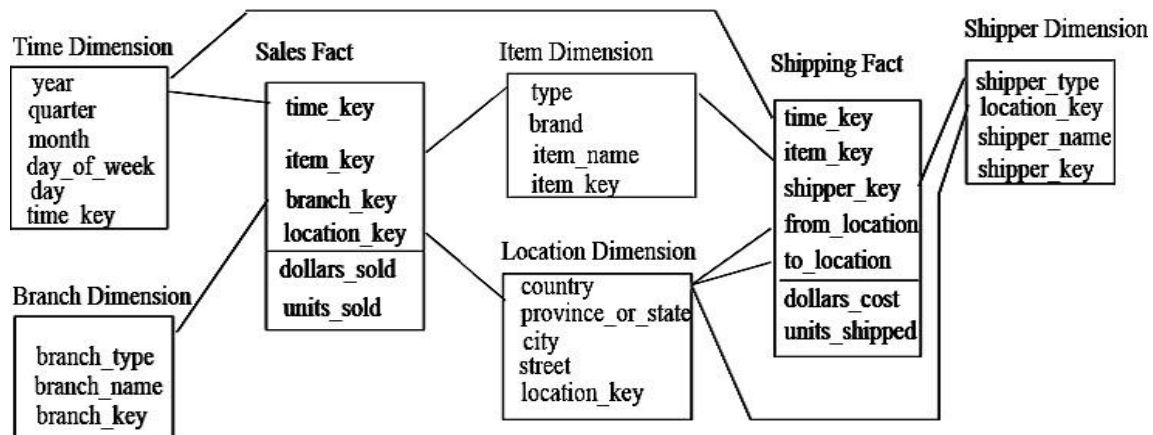 Time Dimension
year
quarter
month
day_of_week
day
time_key
Branch Dimension
branch_type
branch_name
branch_key
Sales Fact
time_key
item_key
branch_key
location_key
dollars_sold
units_sold
Item Dimension
type
brand
item_name
item_key
Location Dimension
country
province_or_state
city
street
location_key
Shipping Fact
time_key
item_key
shipper_key
from_location
to_location
dollars_cost
units_shipped
Shipper Dimension
shipper_type
location_key
shipper_name
shipper_key